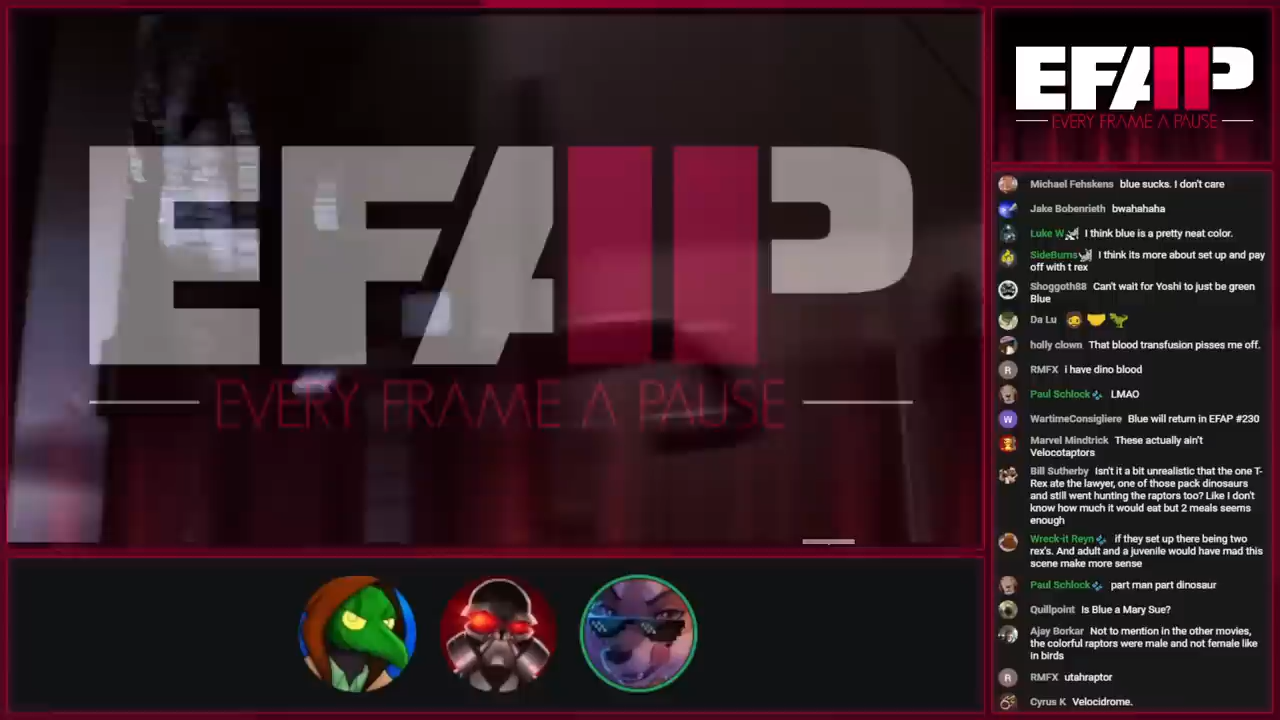 EFAP
EVERY FRAME A PAUSE
EFAP
EVERY FRAME A PAUSE
Michael Fehskens blue sucks. I don't care
Jake Bobenrieth bwahahaha
Luke W I think blue is a pretty neat color.
SideBurns I think its more about set up and pay
off with t rex
Shoggoth88 Can't wait for Yoshi to just be green
Blue
Da Lu
holly clown That blood transfusion pisses me off.
R RMFX i have dino blood
Paul Schlock LMAO
W WartimeConsigliere Blue will return in EFAP #230
Marvel Mindtrick These actually ain't
Velocotaptors
Bill Sutherby Isn't it a bit unrealistic that the one T-
Rex ate the lawyer, one of those pack dinosaurs
and still went hunting the raptors too? Like I don't
know how much it would eat but 2 meals seems
enough
Wreck-it Reyn if they set up there being two
rex's. And adult and a juvenile would have mad this
scene make more sense
Paul Schlock part man part dinosaur
Quillpoint Is Blue a Mary Sue?
Ajay Borkar Not to mention in the other movies,
the colorful raptors were male and not female like
in birds
R RMFX utahraptor
Cyrus K Velocidrome.